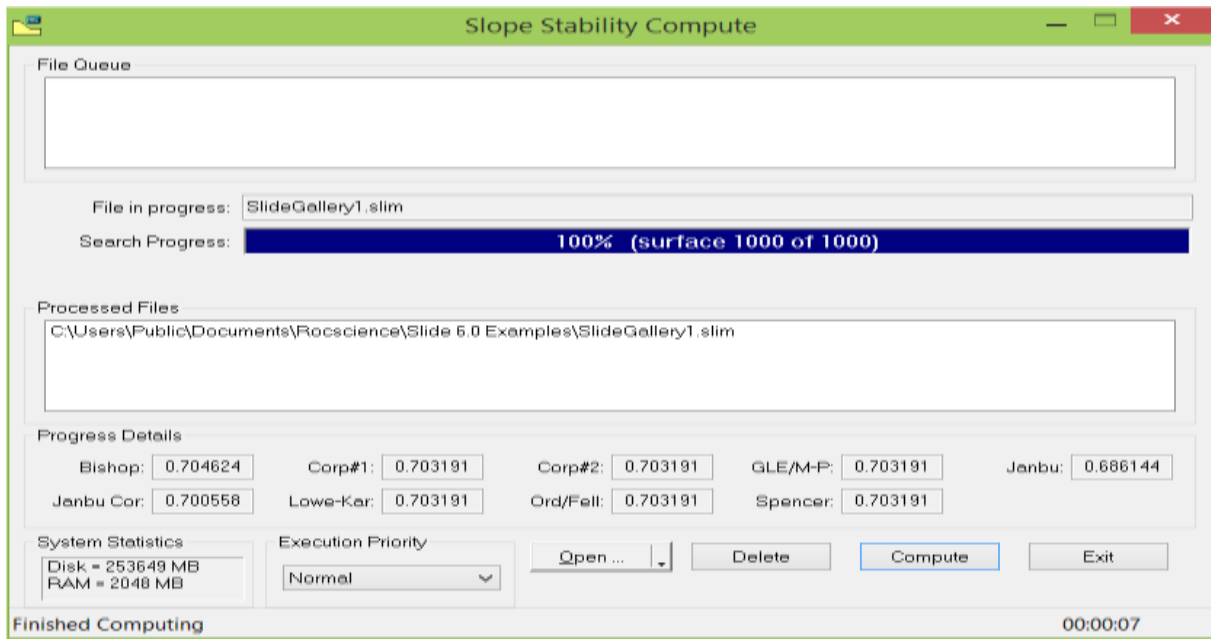 Slope Stability Compute
File Queue
File in progress: SlideGallery1.slim
Search Progress: 100% (surface 1000 of 1000)
Processed Files
C:\Users\Public\Documents\Rocscience\Slide 6.0 Examples\SlideGallery1.slim
Progress Details
Bishop: 0.704624 Corp#1: 0.703191 Corp#2: 0.703191 GLE/M-P: 0.703191 Janbu: 0.686144
Janbu Cor: 0.700558 Lowe-Kar: 0.703191 Ord/Fell: 0.703191 Spencer: 0.703191
System Statistics
Disk = 253649 MB
RAM = 2048 MB
Execution Priority
Normal
Open ... Delete Compute Exit
Finished Computing 00:00:07